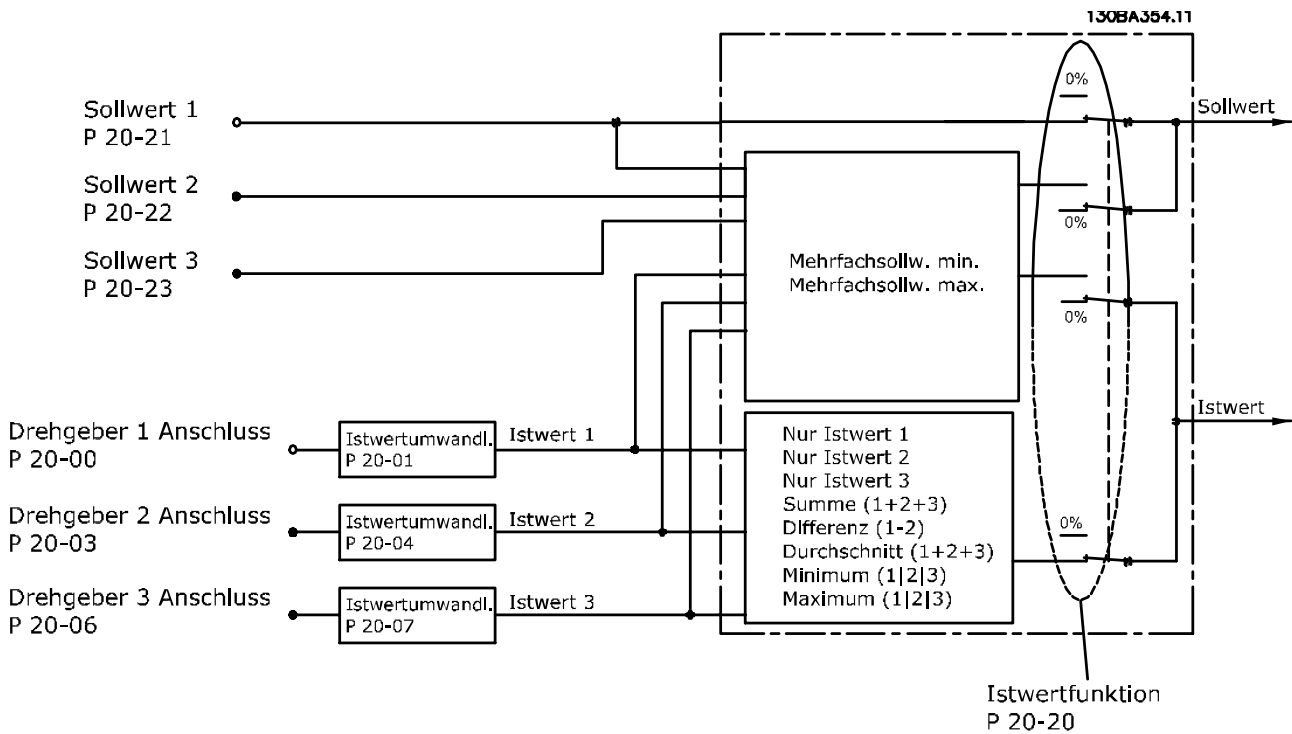 130BA354.11
0%
Sollwert 1
P 20-21
Sollwert
Sollwert 2
P 20-22
0%
Sollwert 3
P 20-23
Mehrfachsollw. min.
Mehrfachsollw. max.
0%
Istwert
Drehgeber 1 Anschluss
P 20-00
Istwertumwandl.
P 20-01
Istwert 1
Drehgeber 2 Anschluss
P 20-03
Istwertumwandl.
P 20-04
Istwert 2
Drehgeber 3 Anschluss
P 20-06
Istwertumwandl.
P 20-07
Istwert 3
Nur Istwert 1
Nur Istwert 2
Nur Istwert 3
Summe (1+2+3)
Differenz (1-2)
Durchschnitt (1+2+3)
Minimum (1|2|3)
Maximum (1|2|3)
0%
Istwertfunktion
P 20-20